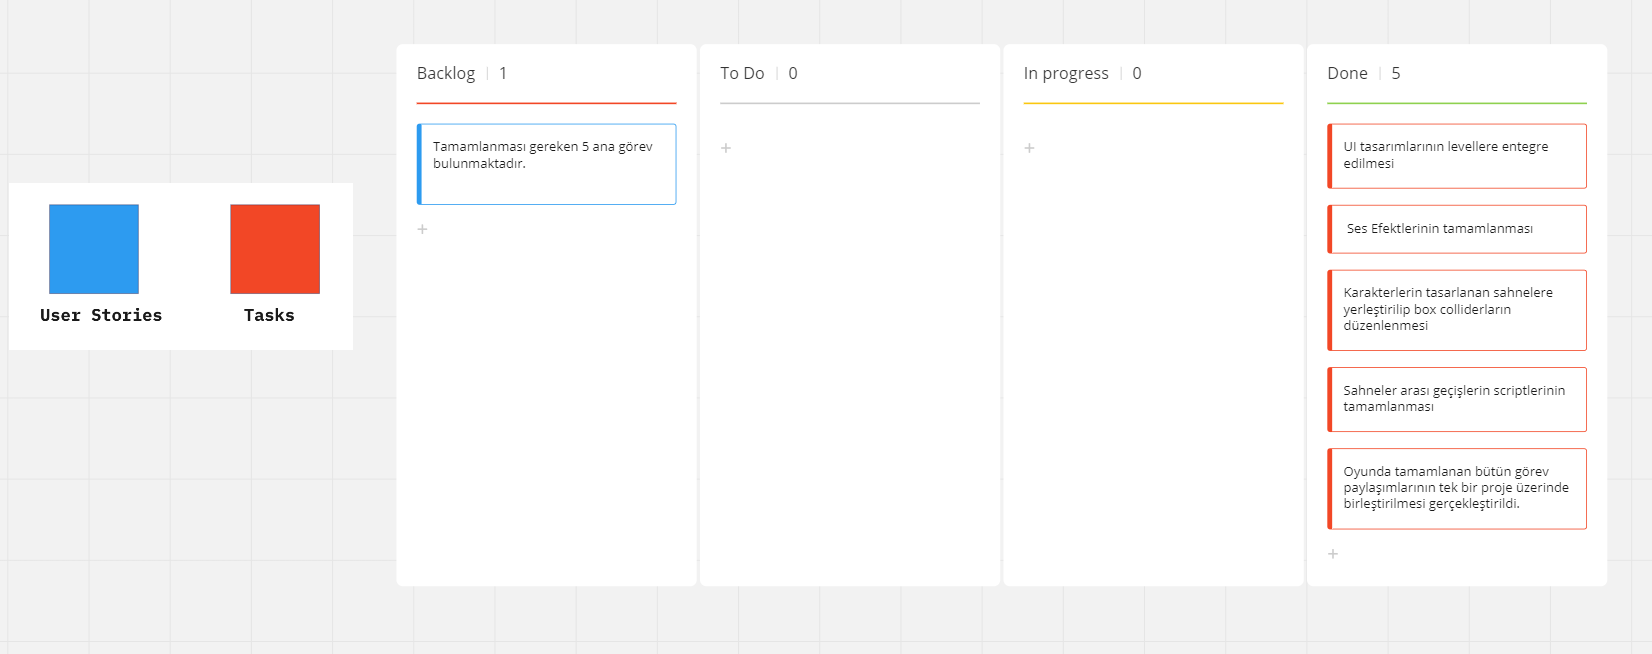 User Stories
Tasks
Backlog | 1
Tamamlanması gereken 5 ana görev
bulunmaktadır.
+
To Do | 0
+
In progress | 0
+
Done | 5
UI tasarımlarının levellere entegre
edilmesi
Ses Efektlerinin tamamlanması
Karakterlerin tasarlanan sahnelere
yerleştirilip box colliderların
düzenlenmesi
Sahneler arası geçişlerin scriptlerinin
tamamlanması
Oyunda tamamlanan bütün görev
paylaşımlarının tek bir proje üzerinde
birleştirilmesi gerçekleştirildi.
+